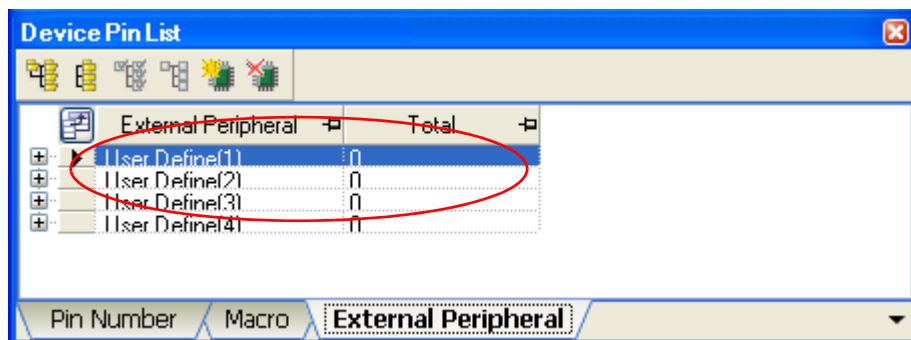 Device Pin List
External Peripheral Total
User Define(1) 0
User Define(2) 0
User Define(3) 0
User Define(4) 0
Pin Number Macro External Peripheral